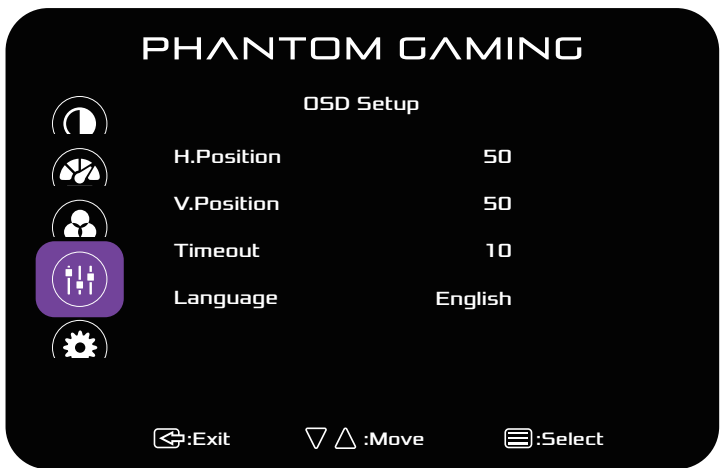 PHANTOM GAMING
OSD Setup
H.Position 50
V.Position 50
Timeout 10
Language English
:Exit :Move :Select